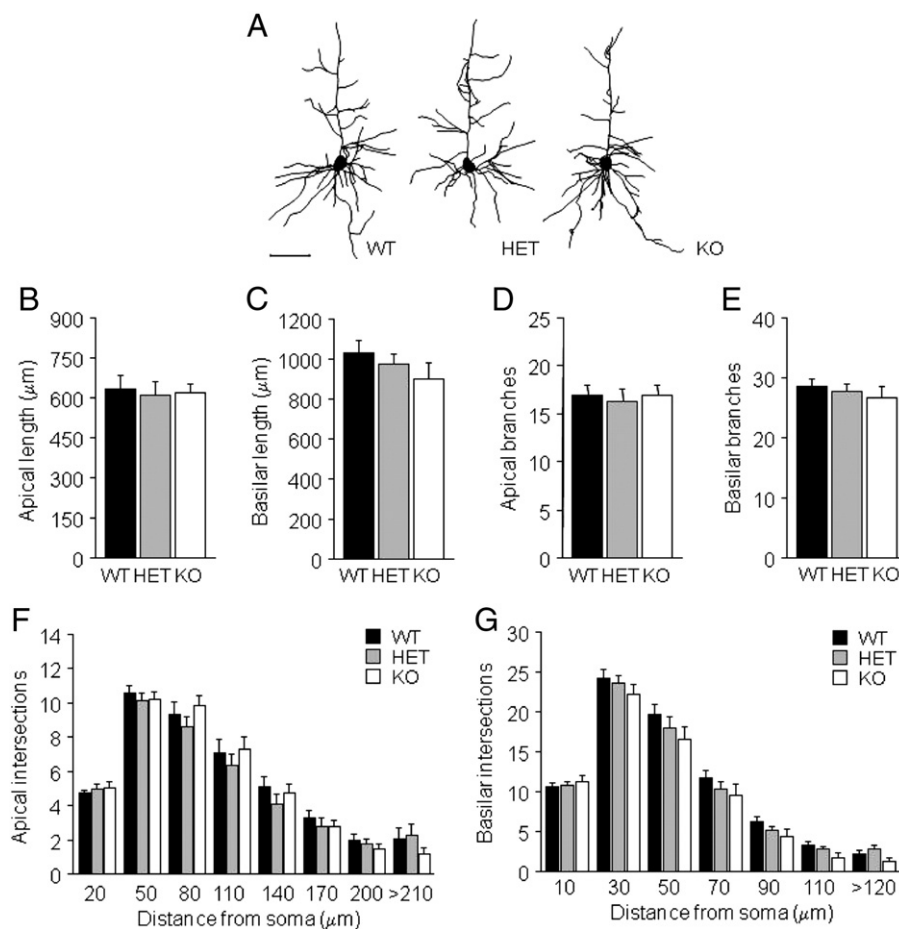 A
WT
HET
KO
B
Apical length (µm)
900
750
600
450
300
150
0
WT HET KO
C
Basilar length (µm)
1200
1000
800
600
400
200
0
WT HET KO
D
Apical branches
25
20
15
10
5
0
WT HET KO
E
Basilar branches
40
30
20
10
0
WT HET KO
F
Apical intersections
14
12
10
8
6
4
2
0
WT
HET
KO
20 50 80 110 140 170 200 >210
Distance from soma (µm)
G
Basilar intersections
30
25
20
15
10
5
0
WT
HET
KO
10 30 50 70 90 110 >120
Distance from soma (µm)